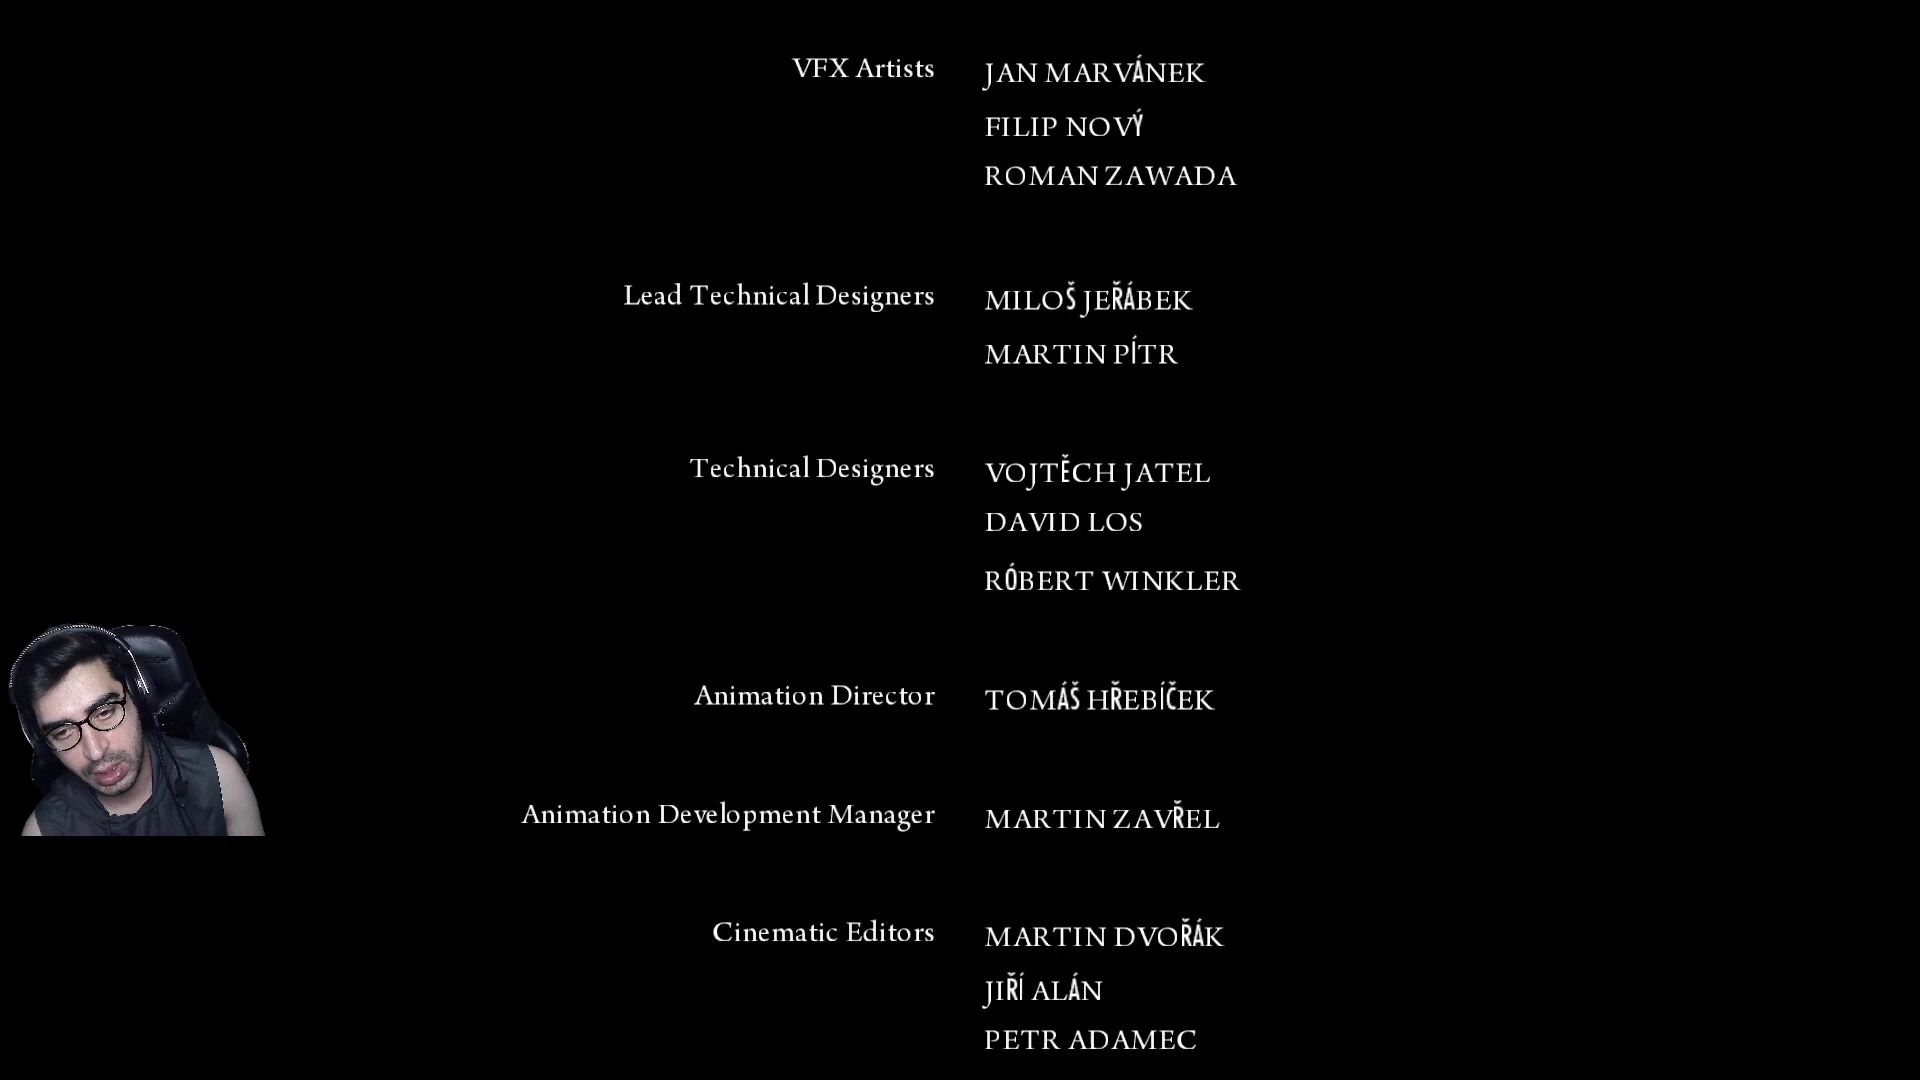 VFX Artists JAN MARVÁNEK
FILIP NOVÝ
ROMAN ZAWADA
Lead Technical Designers MILOŠ JEŘÁBEK
MARTIN PÍTR
Technical Designers VOJTĚCH JATEL
DAVID LOS
RÓBERT WINKLER
Animation Director TOMÁŠ HŘEBÍČEK
Animation Development Manager MARTIN ZAVŘEL
Cinematic Editors MARTIN DVOŘÁK
JIŘÍ ALÁN
PETR ADAMEC